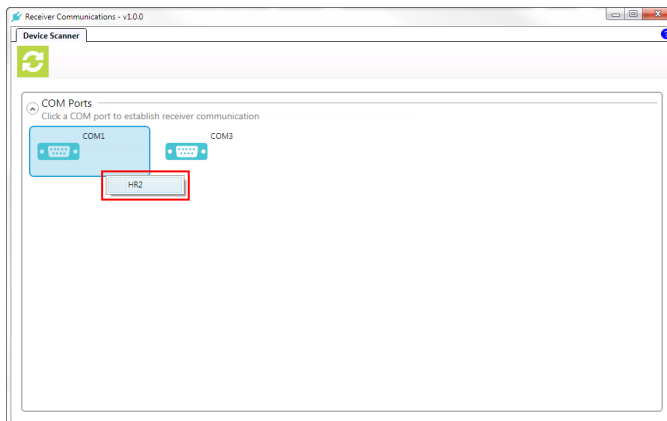 Receiver Communications - v1.0.0
Device Scanner
COM Ports
Click a COM port to establish receiver communication
COM1
COM3
HR2